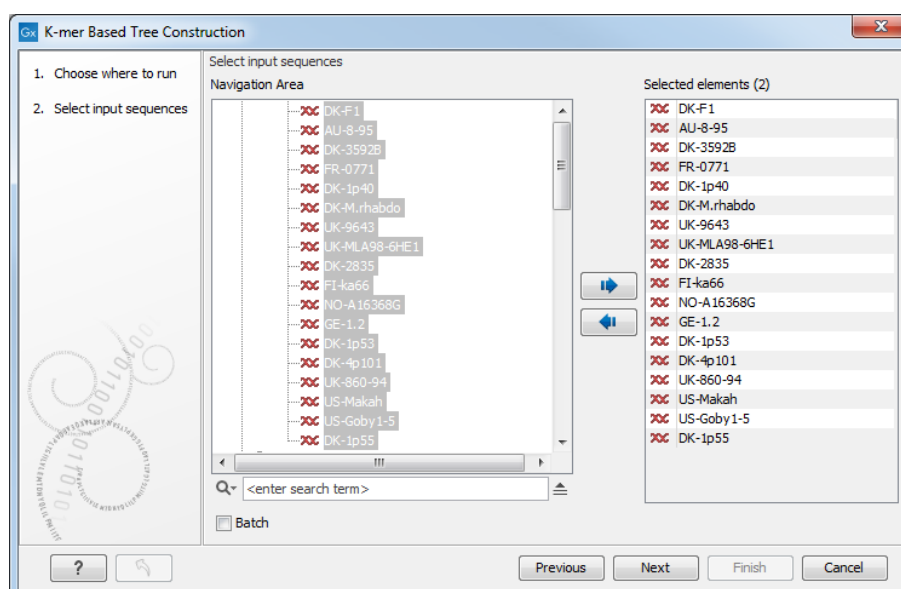 Gx K-mer Based Tree Construction
1. Choose where to run
2. Select input sequences
Select input sequences
Navigation Area
DK-F1
AU-8-95
DK-3592B
FR-0771
DK-1p40
DK-M.rhabdo
UK-9643
UK-MLA98-6HE1
DK-2835
FI-ka66
NO-A16368G
GE-1.2
DK-1p53
DK-4p101
UK-860-94
US-Makah
US-Goby1-5
DK-1p55
<enter search term>
Batch
Selected elements (2)
DK-F1
AU-8-95
DK-3592B
FR-0771
DK-1p40
DK-M.rhabdo
UK-9643
UK-MLA98-6HE1
DK-2835
FI-ka66
NO-A16368G
GE-1.2
DK-1p53
DK-4p101
UK-860-94
US-Makah
US-Goby1-5
DK-1p55
?
Previous
Next
Finish
Cancel